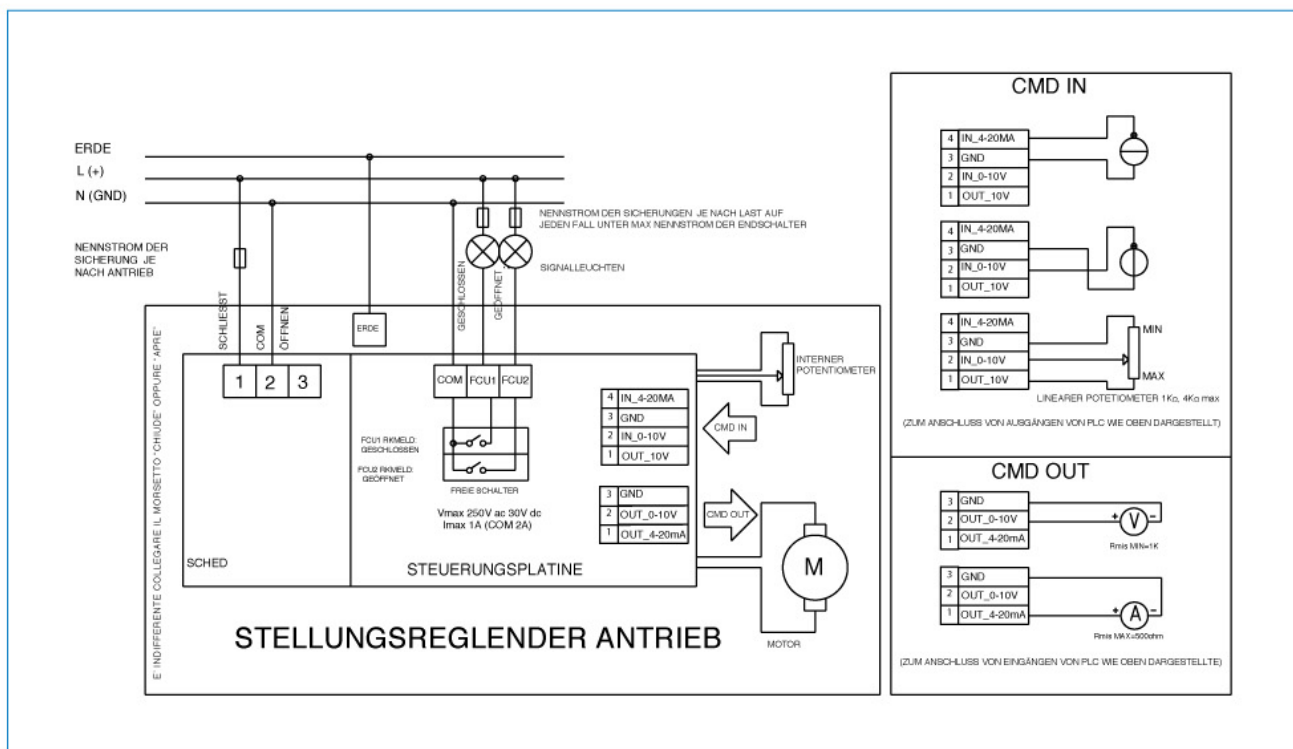 ERDE
L (+)
N (GND)
NENNSTROM DER
SICHERUNG JE
NACH ANTRIEB
NENNSTROM DER SICHERUNGEN JE NACH LAST AUF
JEDEN FALL UNTER MAX NENNSTROM DER ENDSCHALTER
SIGNALLEUCHTEN
GESCHLOSSEN
GEÖFFNET
SCHLIESST
COM
ÖFFNEN
ERDE
E' INDIFFERENTE COLLEGARE IL MORSETTO "CHIUDE" OPPURE "APRE"
1 2 3
COM FCU1 FCU2
FCU1 RKMELD:
GESCHLOSSEN
FCU2 RKMELD:
GEÖFFNET
FREIE SCHALTER
Vmax 250V ac 30V dc
Imax 1A (COM 2A)
SCHED
STEUERUNGSPLATINE
4 IN_4-20MA
3 GND
2 IN_0-10V
1 OUT_10V
CMD IN
3 GND
2 OUT_0-10V
1 OUT_4-20mA
CMD OUT
INTERNER
POTENTIOMETER
M
MOTOR
STELLUNGSREGLENDER ANTRIEB
CMD IN
4 IN_4-20MA
3 GND
2 IN_0-10V
1 OUT_10V
4 IN_4-20MA
3 GND
2 IN_0-10V
1 OUT_10V
4 IN_4-20MA
3 GND
2 IN_0-10V
1 OUT_10V
MIN
MAX
LINEARER POTETIOMETER 1KΩ, 4KΩ max
(ZUM ANSCHLUSS VON AUSGÄNGEN VON PLC WIE OBEN DARGESTELLT)
CMD OUT
3 GND
2 OUT_0-10V
1 OUT_4-20mA
+ V -
Rmis MIN=1K
3 GND
2 OUT_0-10V
1 OUT_4-20mA
+ A -
Rmis MAX=500ohm
(ZUM ANSCHLUSS VON EINGÄNGEN VON PLC WIE OBEN DARGESTELLTE)